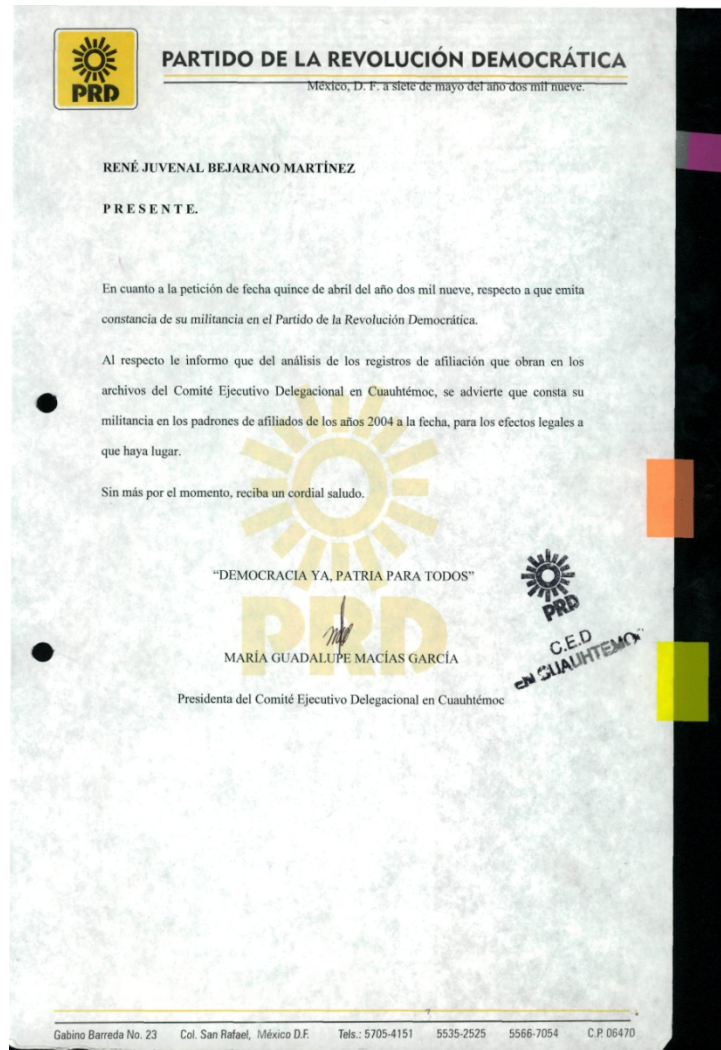 PRD
PARTIDO DE LA REVOLUCIÓN DEMOCRÁTICA
México, D. F. a siete de mayo del año dos mil nueve.
RENÉ JUVENAL BEJARANO MARTÍNEZ
P R E S E N T E.
En cuanto a la petición de fecha quince de abril del año dos mil nueve, respecto a que emita
constancia de su militancia en el Partido de la Revolución Democrática.
Al respecto le informo que del análisis de los registros de afiliación que obran en los
archivos del Comité Ejecutivo Delegacional en Cuauhtémoc, se advierte que consta su
militancia en los padrones de afiliados de los años 2004 a la fecha, para los efectos legales a
que haya lugar.
Sin más por el momento, reciba un cordial saludo.
"DEMOCRACIA YA, PATRIA PARA TODOS"
PRD
PRD
C.E.D
EN CUAUHTEMOC
MARÍA GUADALUPE MACÍAS GARCÍA
Presidenta del Comité Ejecutivo Delegacional en Cuauhtémoc
Gabino Barreda No. 23 Col. San Rafael, México D.F. Tels.: 5705-4151 5535-2525 5566-7054 C.P. 06470